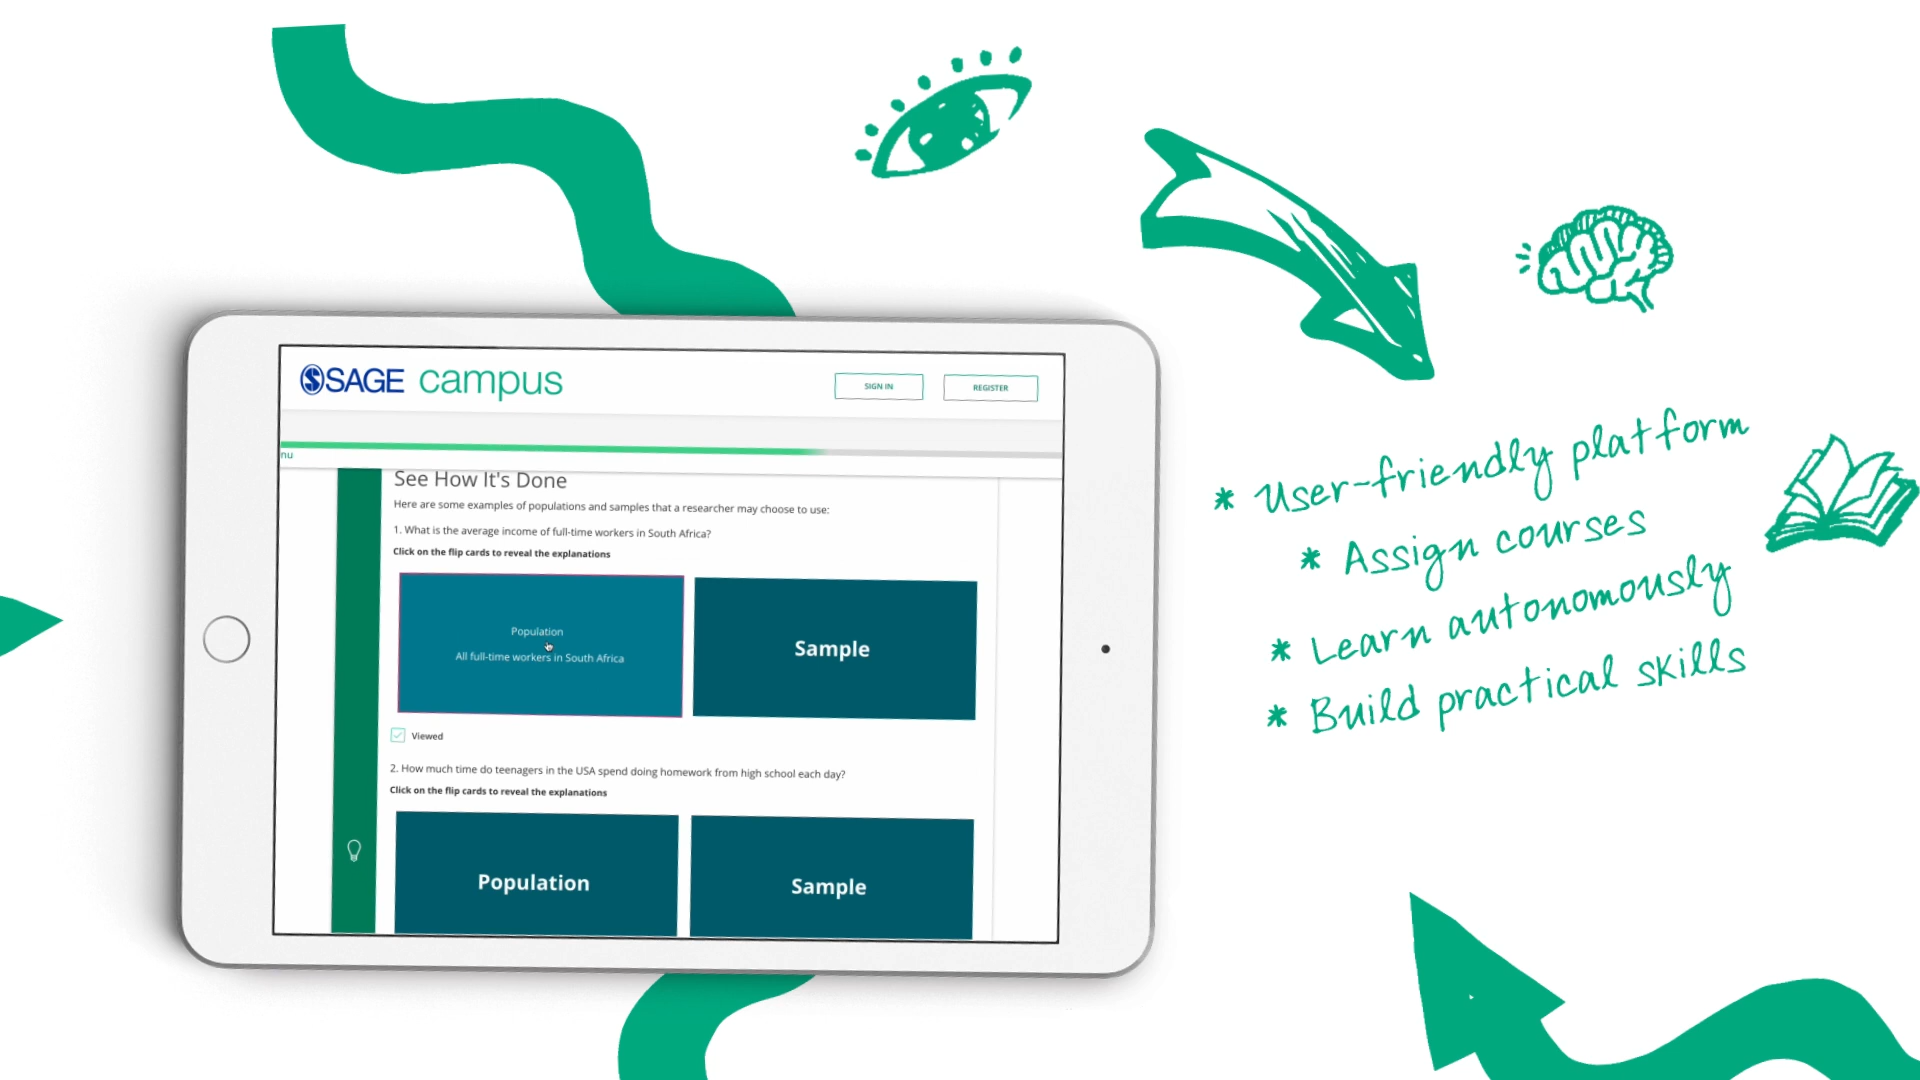 SAGE campus
SIGN IN
REGISTER
nu
See How It's Done
Here are some examples of populations and samples that a researcher may choose to use:
1. What is the average income of full-time workers in South Africa?
Click on the flip cards to reveal the explanations
Population
All full-time workers in South Africa
Sample
Viewed
2. How much time do teenagers in the USA spend doing homework from high school each day?
Click on the flip cards to reveal the explanations
Population
Sample
* User-friendly platform
* Assign courses
* Learn autonomously
* Build practical skills